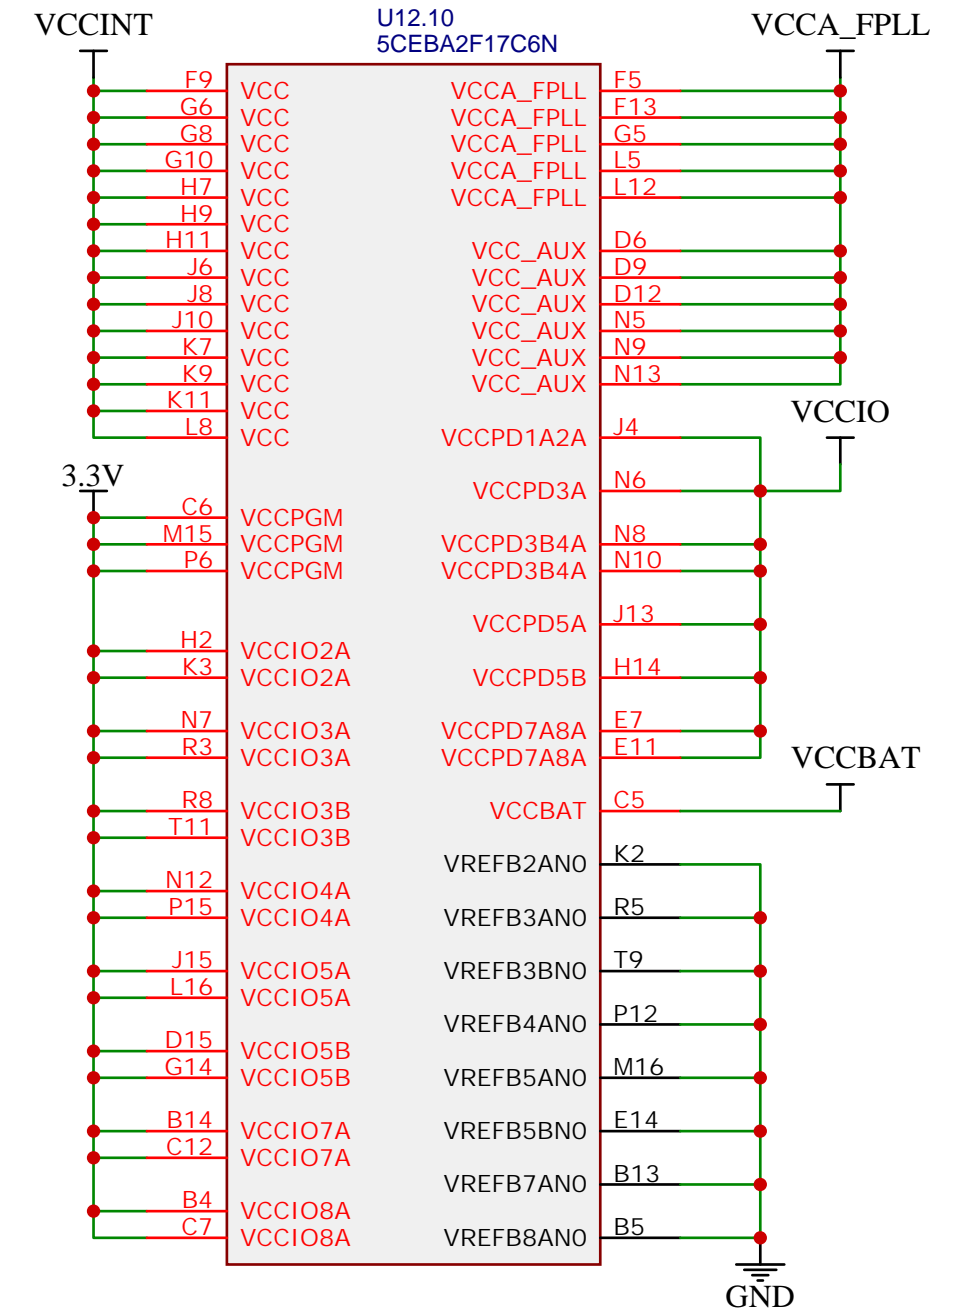 VCCINT
U12.10
5CEBA2F17C6N
VCCA_FPLL
F9 VCC VCCA_FPLL F5
G6 VCC VCCA_FPLL F13
G8 VCC VCCA_FPLL G5
G10 VCC VCCA_FPLL L5
H7 VCC VCCA_FPLL L12
H9 VCC
H11 VCC VCC_AUX D6
J6 VCC VCC_AUX D9
J8 VCC VCC_AUX D12
J10 VCC VCC_AUX N5
K7 VCC VCC_AUX N9
K9 VCC VCC_AUX N13
K11 VCC
VCCIO
L8 VCC VCCPD1A2A J4
3.3V
VCCPD3A N6
C6 VCCPGM
M15 VCCPGM VCCPD3B4A N8
P6 VCCPGM VCCPD3B4A N10
VCCPD5A J13
H2 VCCIO2A
K3 VCCIO2A VCCPD5B H14
N7 VCCIO3A VCCPD7A8A E7
R3 VCCIO3A VCCPD7A8A E11
VCCBAT
R8 VCCIO3B VCCBAT C5
T11 VCCIO3B
VREFB2AN0 K2
N12 VCCIO4A
P15 VCCIO4A VREFB3AN0 R5
J15 VCCIO5A VREFB3BN0 T9
L16 VCCIO5A
VREFB4AN0 P12
D15 VCCIO5B
G14 VCCIO5B VREFB5AN0 M16
B14 VCCIO7A VREFB5BN0 E14
C12 VCCIO7A
VREFB7AN0 B13
B4 VCCIO8A
C7 VCCIO8A VREFB8AN0 B5
GND